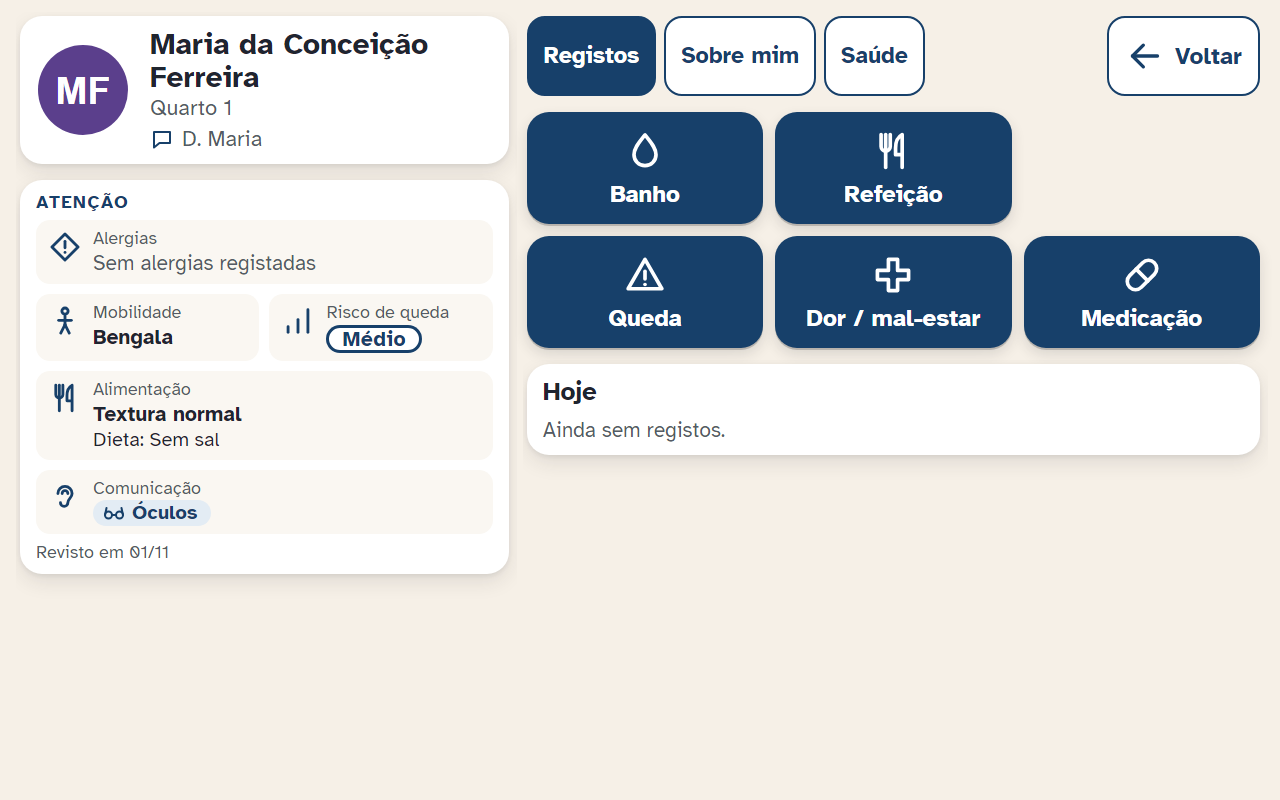 MF
Maria da Conceição
Ferreira
Quarto 1
D. Maria
ATENÇÃO
Alergias
Sem alergias registadas
Mobilidade
Bengala
Risco de queda
Médio
Alimentação
Textura normal
Dieta: Sem sal
Comunicação
Óculos
Revisto em 01/11
Registos
Sobre mim
Saúde
Voltar
Banho
Refeição
Queda
Dor / mal-estar
Medicação
Hoje
Ainda sem registos.